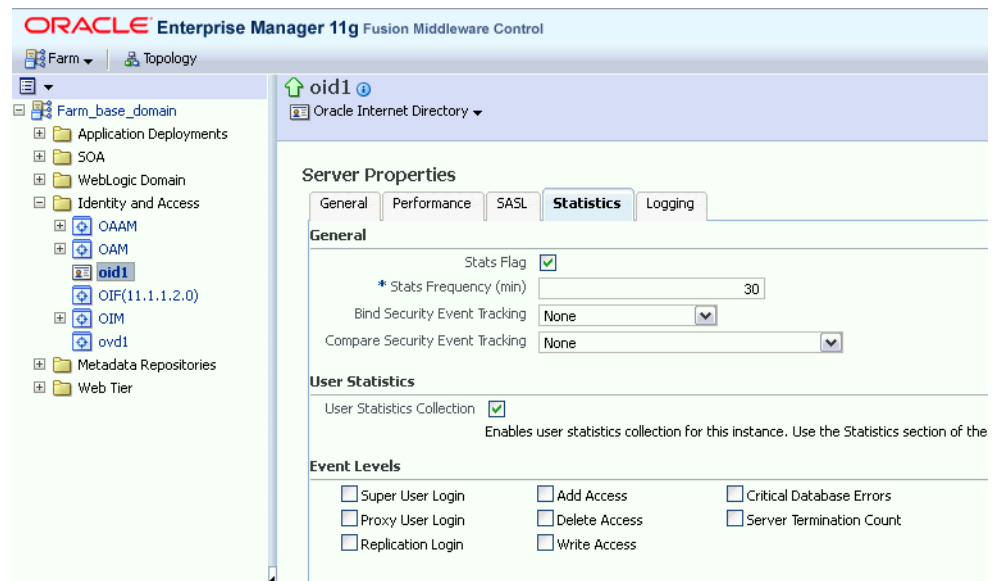 ORACLE Enterprise Manager 11g Fusion Middleware Control
Farm Topology
Farm_base_domain
Application Deployments
SOA
WebLogic Domain
Identity and Access
OAAM
OAM
oid1
OIF(11.1.1.2.0)
OIM
ovd1
Metadata Repositories
Web Tier
oid1
Oracle Internet Directory
Server Properties
General Performance SASL Statistics Logging
General
Stats Flag
* Stats Frequency (min) 30
Bind Security Event Tracking None
Compare Security Event Tracking None
User Statistics
User Statistics Collection
Enables user statistics collection for this instance. Use the Statistics section of the
Event Levels
Super User Login Add Access Critical Database Errors
Proxy User Login Delete Access Server Termination Count
Replication Login Write Access